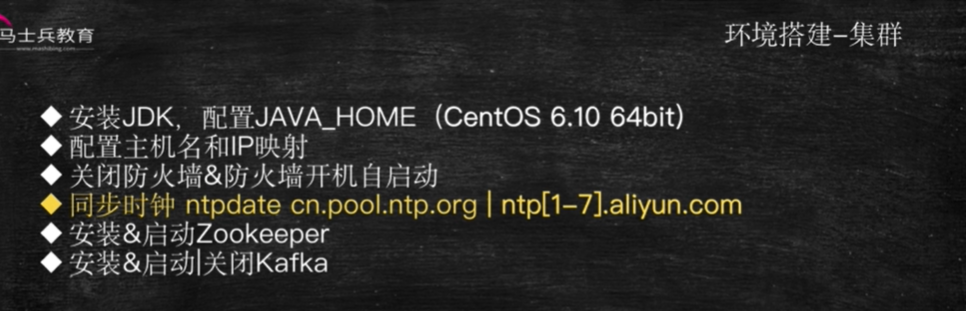 马士兵教育
www.mashibing.com
环境搭建-集群
◆ 安装JDK，配置JAVA_HOME（CentOS 6.10 64bit）
◆ 配置主机名和IP映射
◆ 关闭防火墙&防火墙开机自启动
◆ 同步时钟 ntpdate cn.pool.ntp.org | ntp[1-7].aliyun.com
◆ 安装&启动Zookeeper
◆ 安装&启动|关闭Kafka